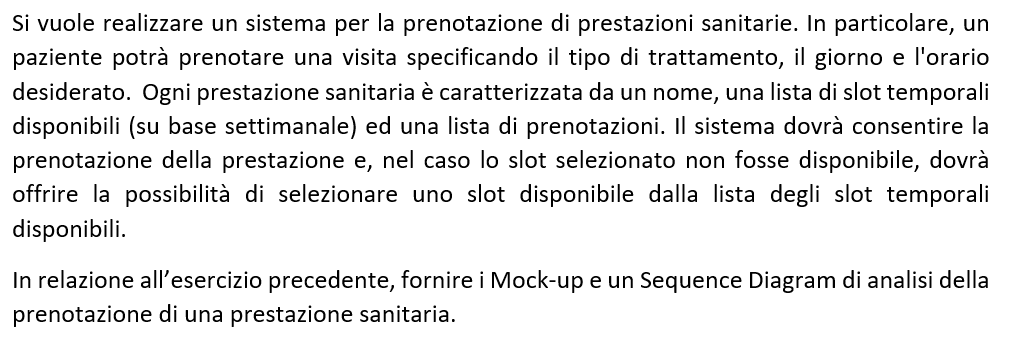 Si vuole realizzare un sistema per la prenotazione di prestazioni sanitarie. In particolare, un
paziente potrà prenotare una visita specificando il tipo di trattamento, il giorno e l'orario
desiderato.  Ogni prestazione sanitaria è caratterizzata da un nome, una lista di slot temporali
disponibili (su base settimanale) ed una lista di prenotazioni. Il sistema dovrà consentire la
prenotazione della prestazione e, nel caso lo slot selezionato non fosse disponibile, dovrà
offrire la possibilità di selezionare uno slot disponibile dalla lista degli slot temporali
disponibili.
In relazione all’esercizio precedente, fornire i Mock-up e un Sequence Diagram di analisi della
prenotazione di una prestazione sanitaria.